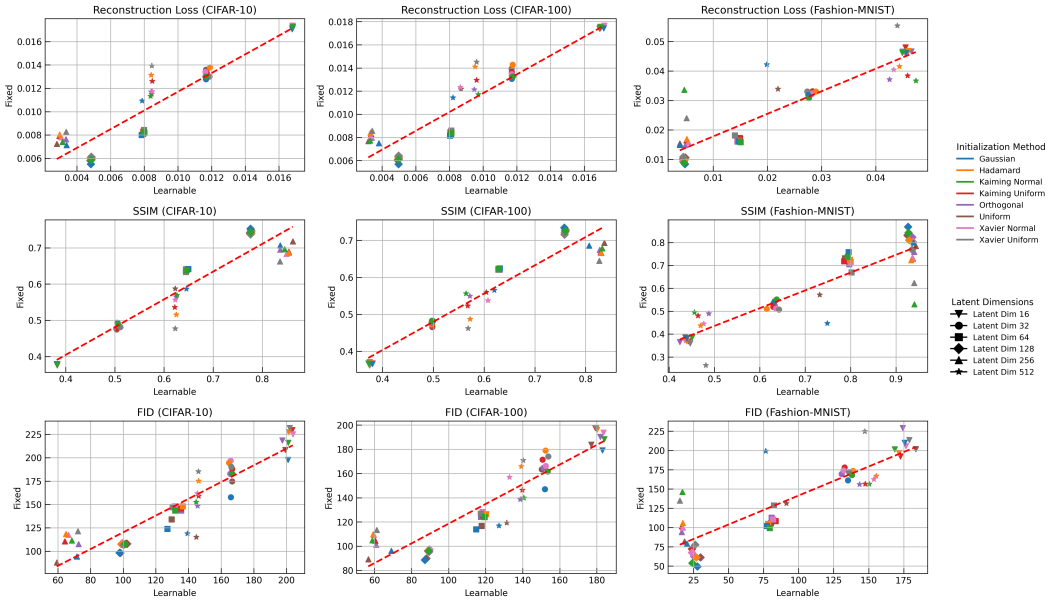 Reconstruction Loss (CIFAR-10)
Fixed
0.016
0.014
0.012
0.010
0.008
0.006
0.004 0.006 0.008 0.010 0.012 0.014 0.016
Learnable
Reconstruction Loss (CIFAR-100)
Fixed
0.018
0.016
0.014
0.012
0.010
0.008
0.006
0.004 0.006 0.008 0.010 0.012 0.014 0.016
Learnable
Reconstruction Loss (Fashion-MNIST)
Fixed
0.05
0.04
0.03
0.02
0.01
0.01 0.02 0.03 0.04
Learnable
SSIM (CIFAR-10)
Fixed
0.7
0.6
0.5
0.4
0.4 0.5 0.6 0.7 0.8
Learnable
SSIM (CIFAR-100)
Fixed
0.7
0.6
0.5
0.4
0.4 0.5 0.6 0.7 0.8
Learnable
SSIM (Fashion-MNIST)
Fixed
0.8
0.7
0.6
0.5
0.4
0.3
0.4 0.5 0.6 0.7 0.8 0.9
Learnable
FID (CIFAR-10)
Fixed
225
200
175
150
125
100
60 80 100 120 140 160 180 200
Learnable
FID (CIFAR-100)
Fixed
200
180
160
140
120
100
80
60 80 100 120 140 160 180
Learnable
FID (Fashion-MNIST)
Fixed
225
200
175
150
125
100
75
50
25 50 75 100 125 150 175
Learnable
Initialization Method
Gaussian
Hadamard
Kaiming Normal
Kaiming Uniform
Orthogonal
Uniform
Xavier Normal
Xavier Uniform
Latent Dimensions
Latent Dim 16
Latent Dim 32
Latent Dim 64
Latent Dim 128
Latent Dim 256
Latent Dim 512